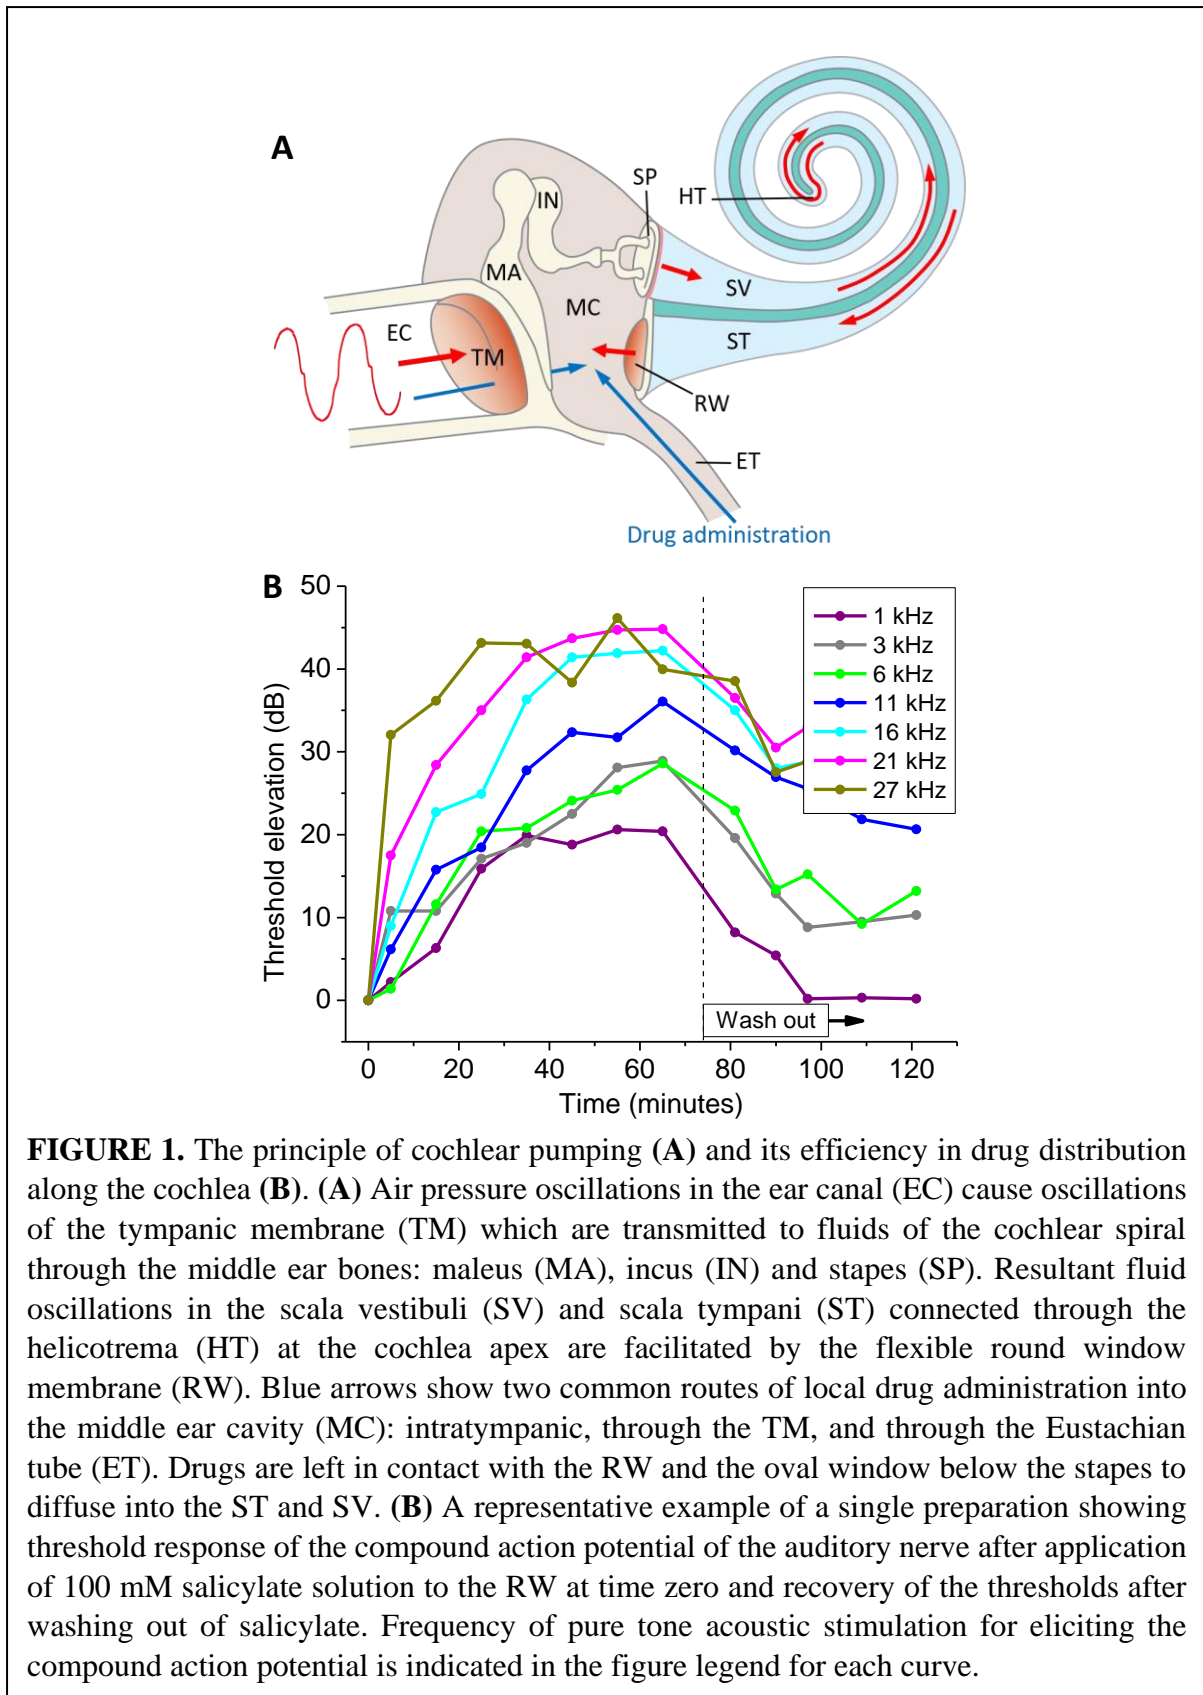 A
SP
IN
HT
MA
SV
EC
MC
TM
ST
RW
ET
Drug administration
B
50
40
30
20
10
0
Threshold elevation (dB)
1 kHz
3 kHz
6 kHz
11 kHz
16 kHz
21 kHz
27 kHz
Wash out
0 20 40 60 80 100 120
Time (minutes)
FIGURE 1. The principle of cochlear pumping (A) and its efficiency in drug distribution
along the cochlea (B). (A) Air pressure oscillations in the ear canal (EC) cause oscillations
of the tympanic membrane (TM) which are transmitted to fluids of the cochlear spiral
through the middle ear bones: maleus (MA), incus (IN) and stapes (SP). Resultant fluid
oscillations in the scala vestibuli (SV) and scala tympani (ST) connected through the
helicotrema (HT) at the cochlea apex are facilitated by the flexible round window
membrane (RW). Blue arrows show two common routes of local drug administration into
the middle ear cavity (MC): intratympanic, through the TM, and through the Eustachian
tube (ET). Drugs are left in contact with the RW and the oval window below the stapes to
diffuse into the ST and SV. (B) A representative example of a single preparation showing
threshold response of the compound action potential of the auditory nerve after application
of 100 mM salicylate solution to the RW at time zero and recovery of the thresholds after
washing out of salicylate. Frequency of pure tone acoustic stimulation for eliciting the
compound action potential is indicated in the figure legend for each curve.